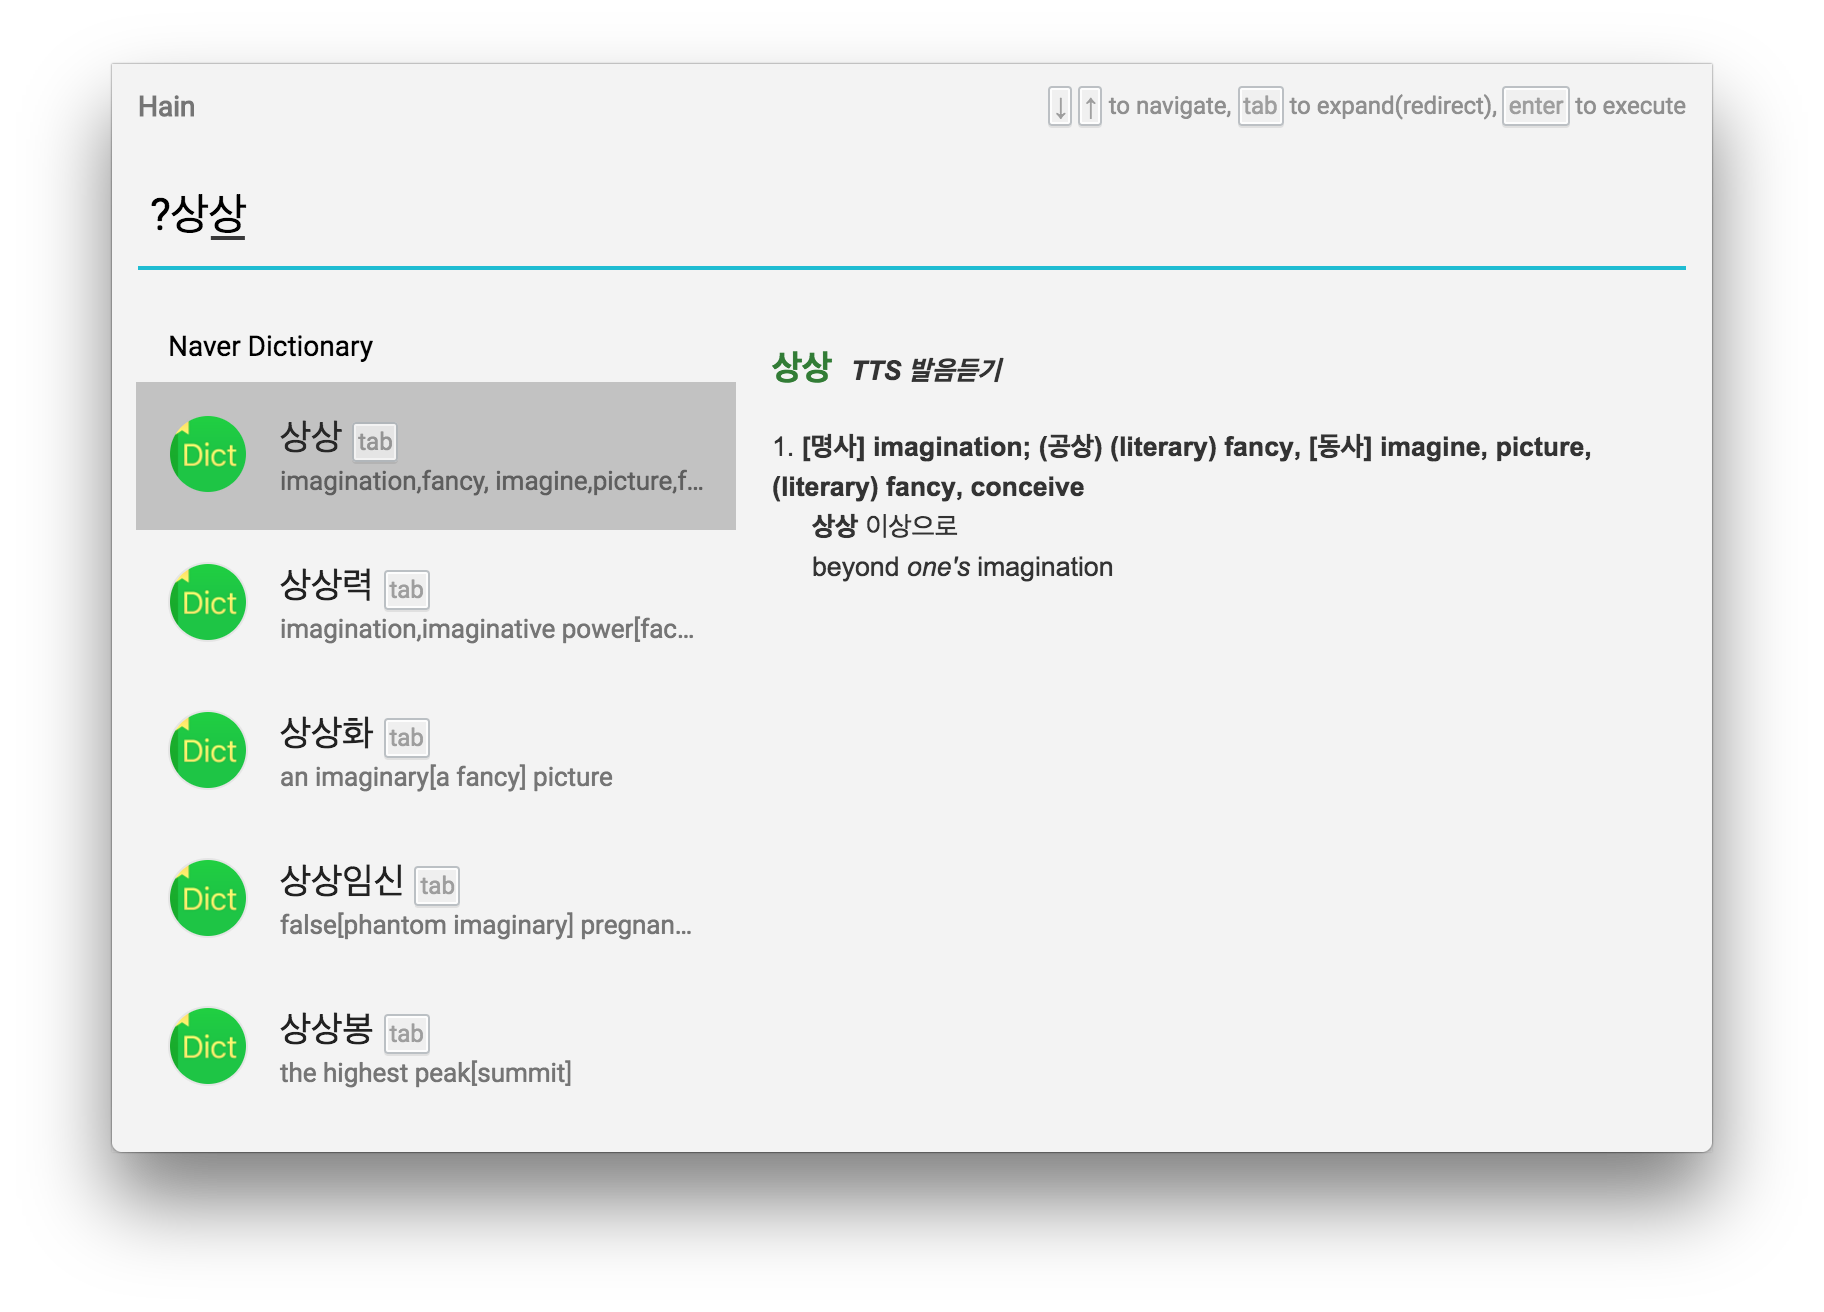 Hain
↓ ↑ to navigate, tab to expand(redirect), enter to execute
?상상
Naver Dictionary
Dict
상상 tab
imagination,fancy, imagine,picture,f...
Dict
상상력 tab
imagination,imaginative power[fac...
Dict
상상화 tab
an imaginary[a fancy] picture
Dict
상상임신 tab
false[phantom imaginary] pregnan...
Dict
상상봉 tab
the highest peak[summit]
상상 TTS 발음듣기
1. [명사] imagination; (공상) (literary) fancy, [동사] imagine, picture,
(literary) fancy, conceive
상상 이상으로
beyond one's imagination